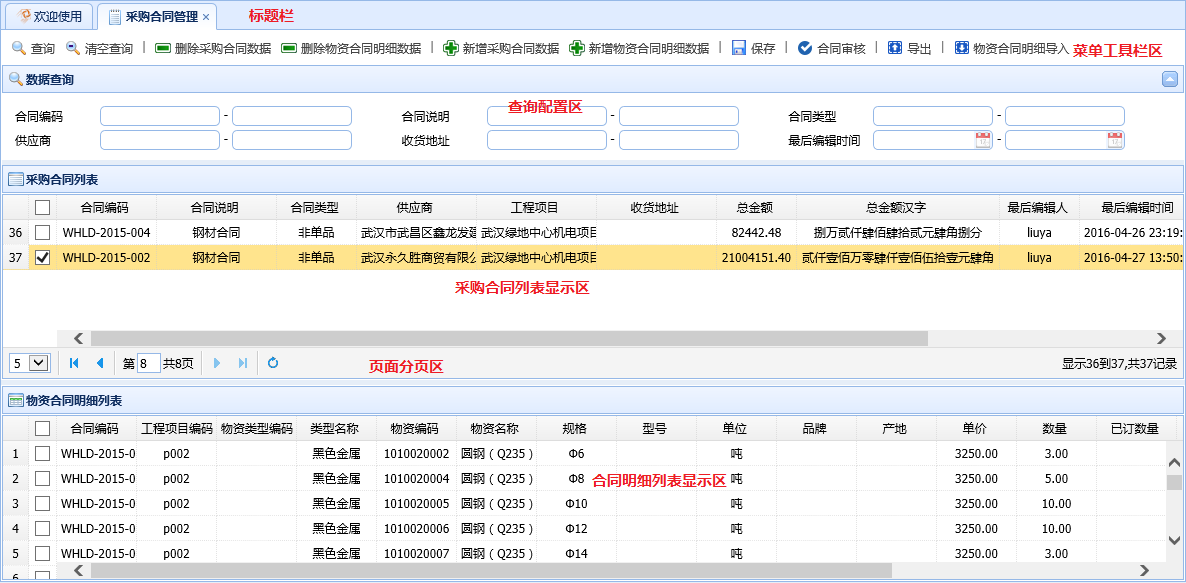 欢迎使用 采购合同管理 × 标题栏
查询 清空查询 删除采购合同数据 删除物资合同明细数据 新增采购合同数据 新增物资合同明细数据 保存 合同审核 导出 物资合同明细导入 菜单工具栏区
数据查询
合同编码 - 合同说明 查询配置区 - 合同类型 -
供应商 - 收货地址 - 最后编辑时间 -
采购合同列表
合同编码 合同说明 合同类型 供应商 工程项目 收货地址 总金额 总金额汉字 最后编辑人 最后编辑时间
36 WHLD-2015-004 钢材合同 非单品 武汉市武昌区鑫龙发 武汉绿地中心机电项目 82442.48 捌万贰仟肆佰肆拾贰元肆角捌分 liuya 2016-04-26 23:19:
37 WHLD-2015-002 钢材合同 非单品 武汉永久胜商贸有限公 武汉绿地中心机电项目 21004151.40 贰仟壹佰万零肆仟壹佰伍拾壹元肆角 liuya 2016-04-27 13:50:
采购合同列表显示区
5 第 8 共8页 页面分页区 显示36到37,共37记录
物资合同明细列表
合同编码 工程项目编码 物资类型编码 类型名称 物资编码 物资名称 规格 型号 单位 品牌 产地 单价 数量 已订数量
1 WHLD-2015-0 p002 黑色金属 1010020002 圆钢（Q235） Φ6 吨 3250.00 3.00
2 WHLD-2015-0 p002 黑色金属 1010020004 圆钢（Q235） Φ8 合同明细列表显示区 吨 3250.00 5.00
3 WHLD-2015-0 p002 黑色金属 1010020005 圆钢（Q235） Φ10 吨 3250.00 10.00
4 WHLD-2015-0 p002 黑色金属 1010020006 圆钢（Q235） Φ12 吨 3250.00 10.00
5 WHLD-2015-0 p002 黑色金属 1010020007 圆钢（Q235） Φ14 吨 3250.00 3.00
6